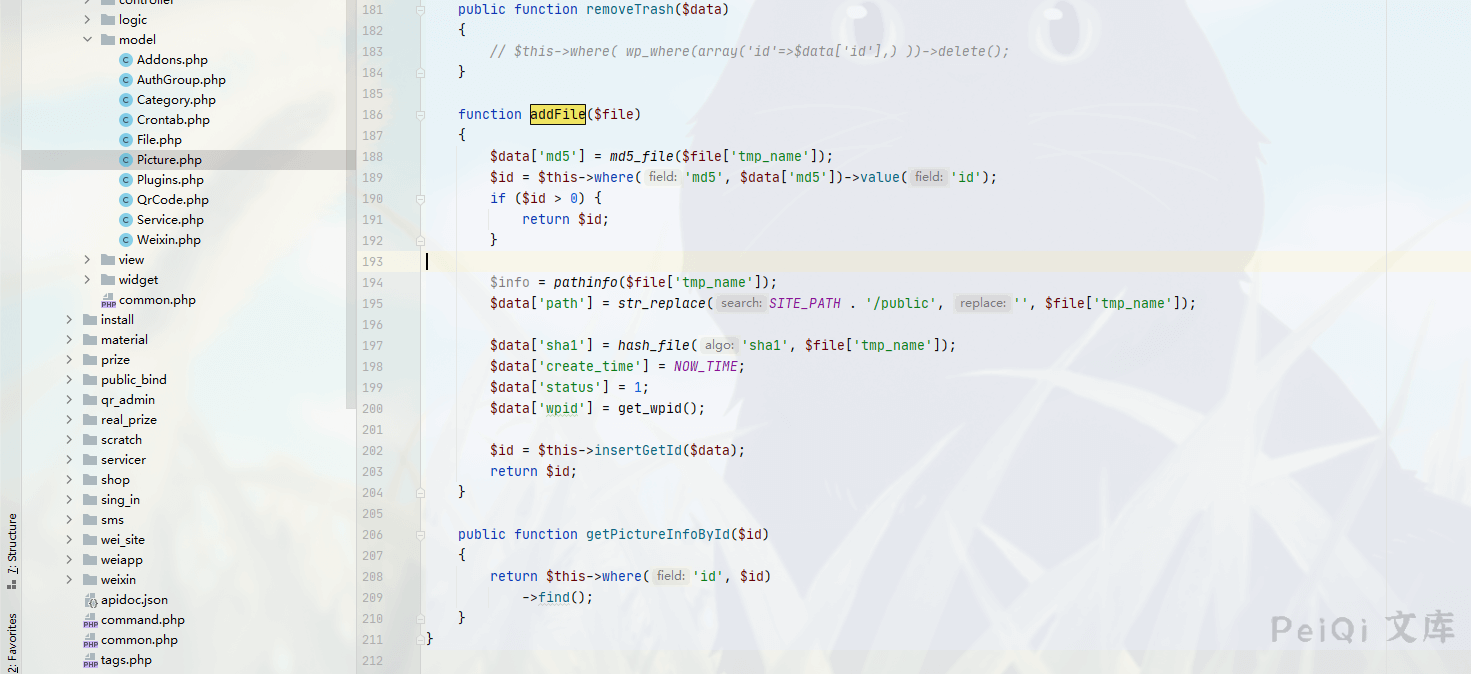 controller
logic
model
Addons.php
AuthGroup.php
Category.php
Crontab.php
File.php
Picture.php
Plugins.php
QrCode.php
Service.php
Weixin.php
view
widget
common.php
install
material
prize
public_bind
qr_admin
real_prize
scratch
servicer
shop
sing_in
sms
wei_site
weiapp
weixin
apidoc.json
command.php
common.php
tags.php
7: Structure
2: Favorites
181 public function removeTrash($data)
182 {
183 // $this->where( wp_where(array('id'=>$data['id'],) ))->delete();
184 }
185
186 function addFile($file)
187 {
188 $data['md5'] = md5_file($file['tmp_name']);
189 $id = $this->where( field: 'md5', $data['md5'])->value( field: 'id');
190 if ($id > 0) {
191 return $id;
192 }
193
194 $info = pathinfo($file['tmp_name']);
195 $data['path'] = str_replace( search: SITE_PATH . '/public', replace: '', $file['tmp_name']);
196
197 $data['sha1'] = hash_file( algo: 'sha1', $file['tmp_name']);
198 $data['create_time'] = NOW_TIME;
199 $data['status'] = 1;
200 $data['wpid'] = get_wpid();
201
202 $id = $this->insertGetId($data);
203 return $id;
204 }
205
206 public function getPictureInfoById($id)
207 {
208 return $this->where( field: 'id', $id)
209 ->find();
210 }
211 }
212
PeiQi 文库